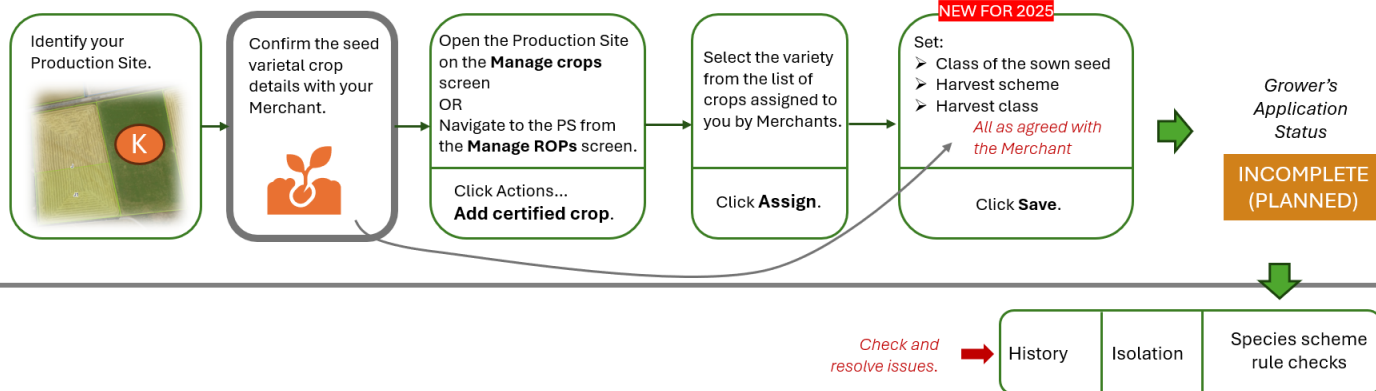 Identify your
Production Site.
K
Confirm the seed
varietal crop
details with your
Merchant.
Open the Production Site
on the Manage crops
screen
OR
Navigate to the PS from
the Manage ROPs screen.
Click Actions...
Add certified crop.
Select the variety
from the list of
crops assigned to
you by Merchants.
Click Assign.
NEW FOR 2025
Set:
➢ Class of the sown seed
➢ Harvest scheme
➢ Harvest class
All as agreed with
the Merchant
Click Save.
Grower's
Application
Status
INCOMPLETE
(PLANNED)
Check and
resolve issues.
History
Isolation
Species scheme
rule checks